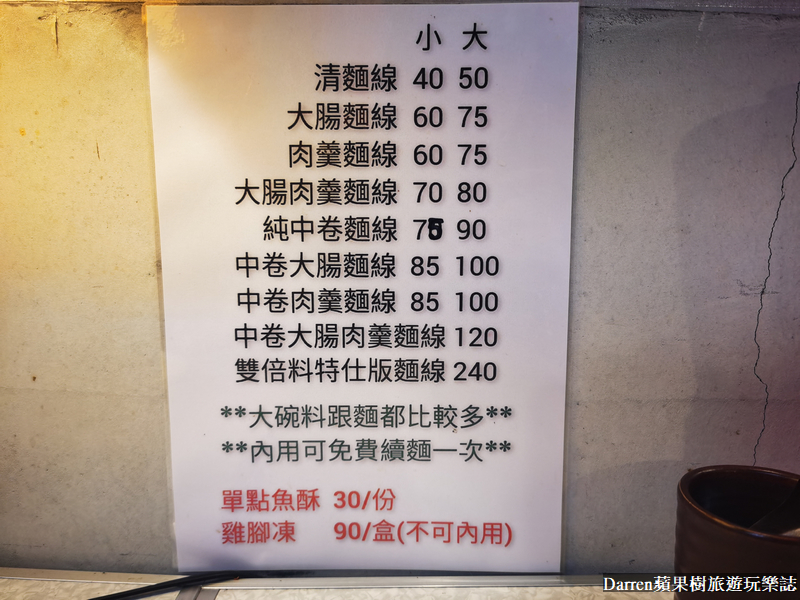 小 大
清麵線 40 50
大腸麵線 60 75
肉羹麵線 60 75
大腸肉羹麵線 70 80
純中卷麵線 75 90
中卷大腸麵線 85 100
中卷肉羹麵線 85 100
中卷大腸肉羹麵線 120
雙倍料特仕版麵線 240
**大碗料跟麵都比較多**
**內用可免費續麵一次**
單點魚酥 30/份
雞腳凍 90/盒(不可內用)
Darren蘋果樹旅遊玩樂誌